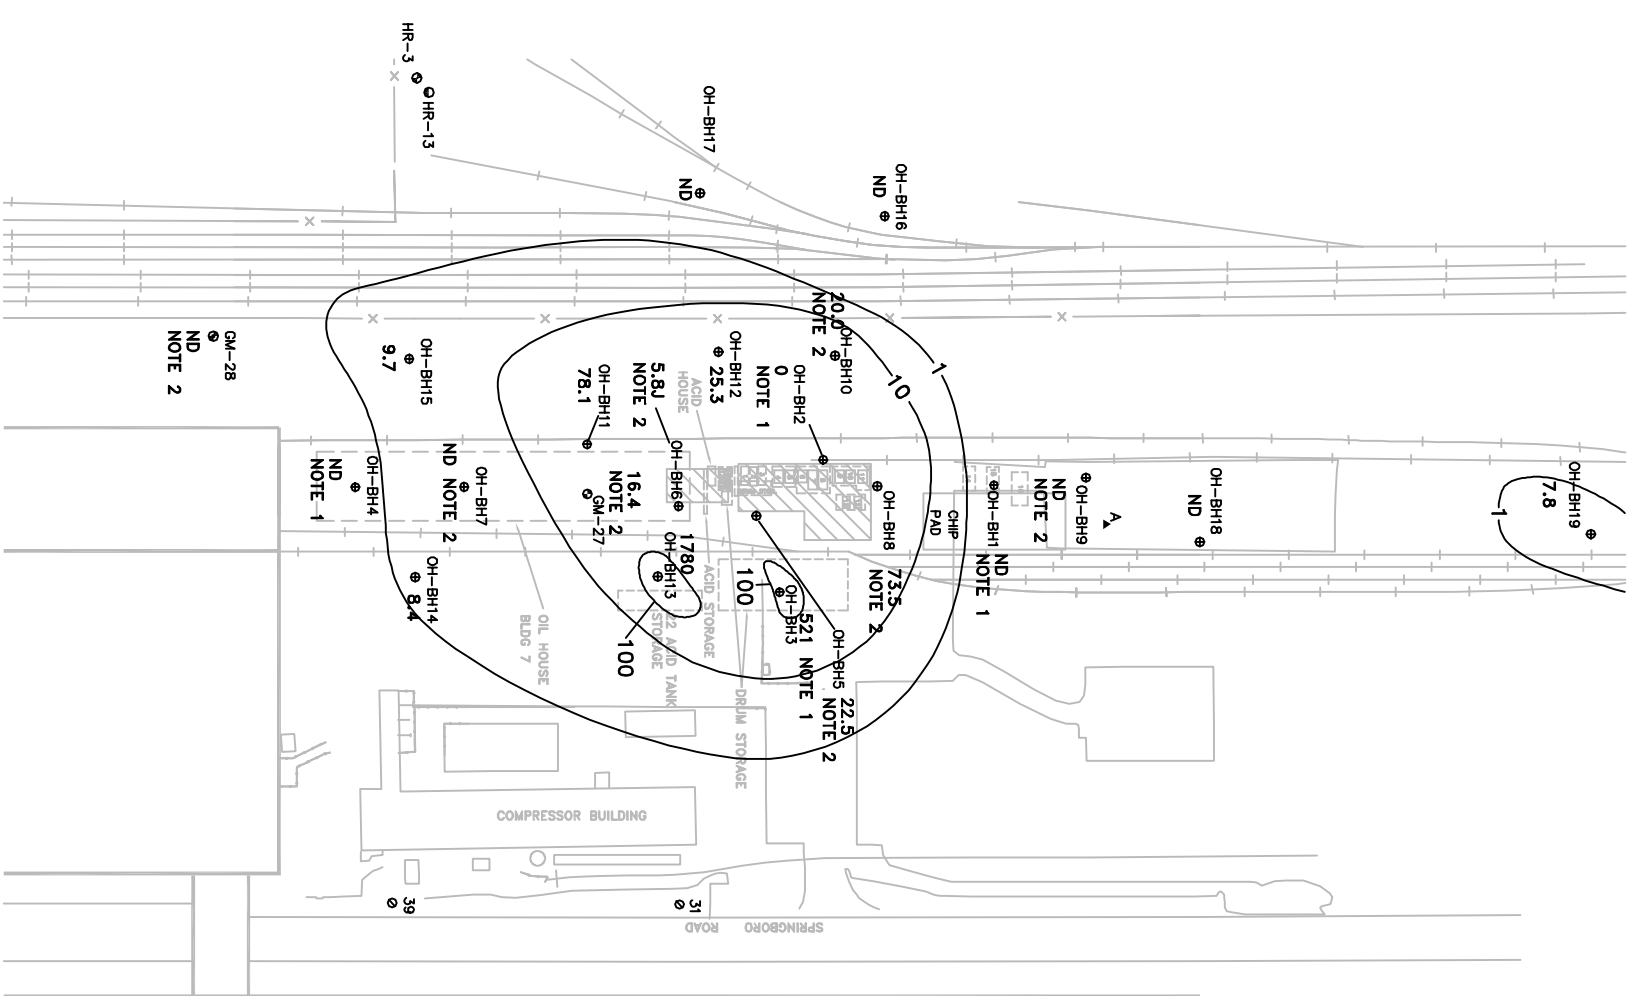 HR-3
HR-13
OH-BH17
ND
OH-BH16
ND
GM-28
ND
NOTE 2
OH-BH15
9.7
OH-BH11
78.1
5.8J
NOTE 2
OH-BH6
ACID
HOUSE
OH-BH12
25.3
OH-BH2
0
NOTE 1
20.0
NOTE 2
OH-BH10
10
1
OH-BH4
ND
NOTE 1
OH-BH7
ND NOTE 2
16.4
NOTE 2
GM-27
OH-BH8
73.5
NOTE 2
CHIP
PAD
OH-BH1
ND
NOTE 1
OH-BH9
ND
NOTE 2
A
OH-BH18
ND
OH-BH19
7.8
1
OH-BH14
8.4
OIL HOUSE
BLDG 7
1780
OH-BH13
100
22 ACID TANK
STORAGE
ACID STORAGE
100
OH-BH3
521 NOTE 1
OH-BH5
22.5
NOTE 2
DRUM STORAGE
COMPRESSOR BUILDING
39
31
SPRINGBORO ROAD